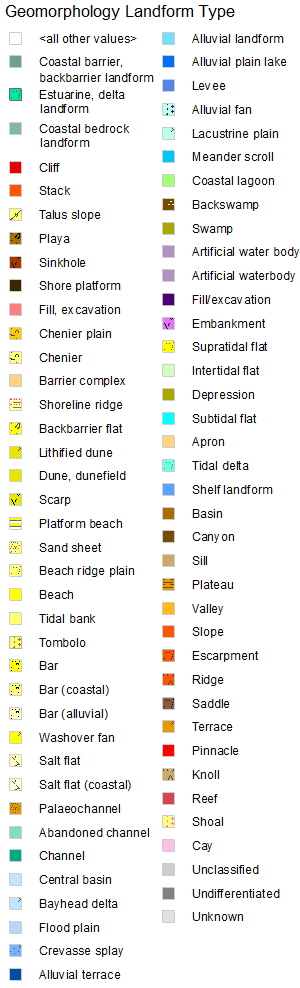 Geomorphology Landform Type
<all other values>
Coastal barrier,
backbarrier landform
Estuarine, delta
landform
Coastal bedrock
landform
Cliff
Stack
Talus slope
Playa
Sinkhole
Shore platform
Fill, excavation
Chenier plain
Chenier
Barrier complex
Shoreline ridge
Backbarrier flat
Lithified dune
Dune, dunefield
Scarp
Platform beach
Sand sheet
Beach ridge plain
Beach
Tidal bank
Tombolo
Bar
Bar (coastal)
Bar (alluvial)
Washover fan
Salt flat
Salt flat (coastal)
Palaeochannel
Abandoned channel
Channel
Central basin
Bayhead delta
Flood plain
Crevasse splay
Alluvial terrace
Alluvial landform
Alluvial plain lake
Levee
Alluvial fan
Lacustrine plain
Meander scroll
Coastal lagoon
Backswamp
Swamp
Artificial water body
Artificial waterbody
Fill/excavation
Embankment
Supratidal flat
Intertidal flat
Depression
Subtidal flat
Apron
Tidal delta
Shelf landform
Basin
Canyon
Sill
Plateau
Valley
Slope
Escarpment
Ridge
Saddle
Terrace
Pinnacle
Knoll
Reef
Shoal
Cay
Unclassified
Undifferentiated
Unknown